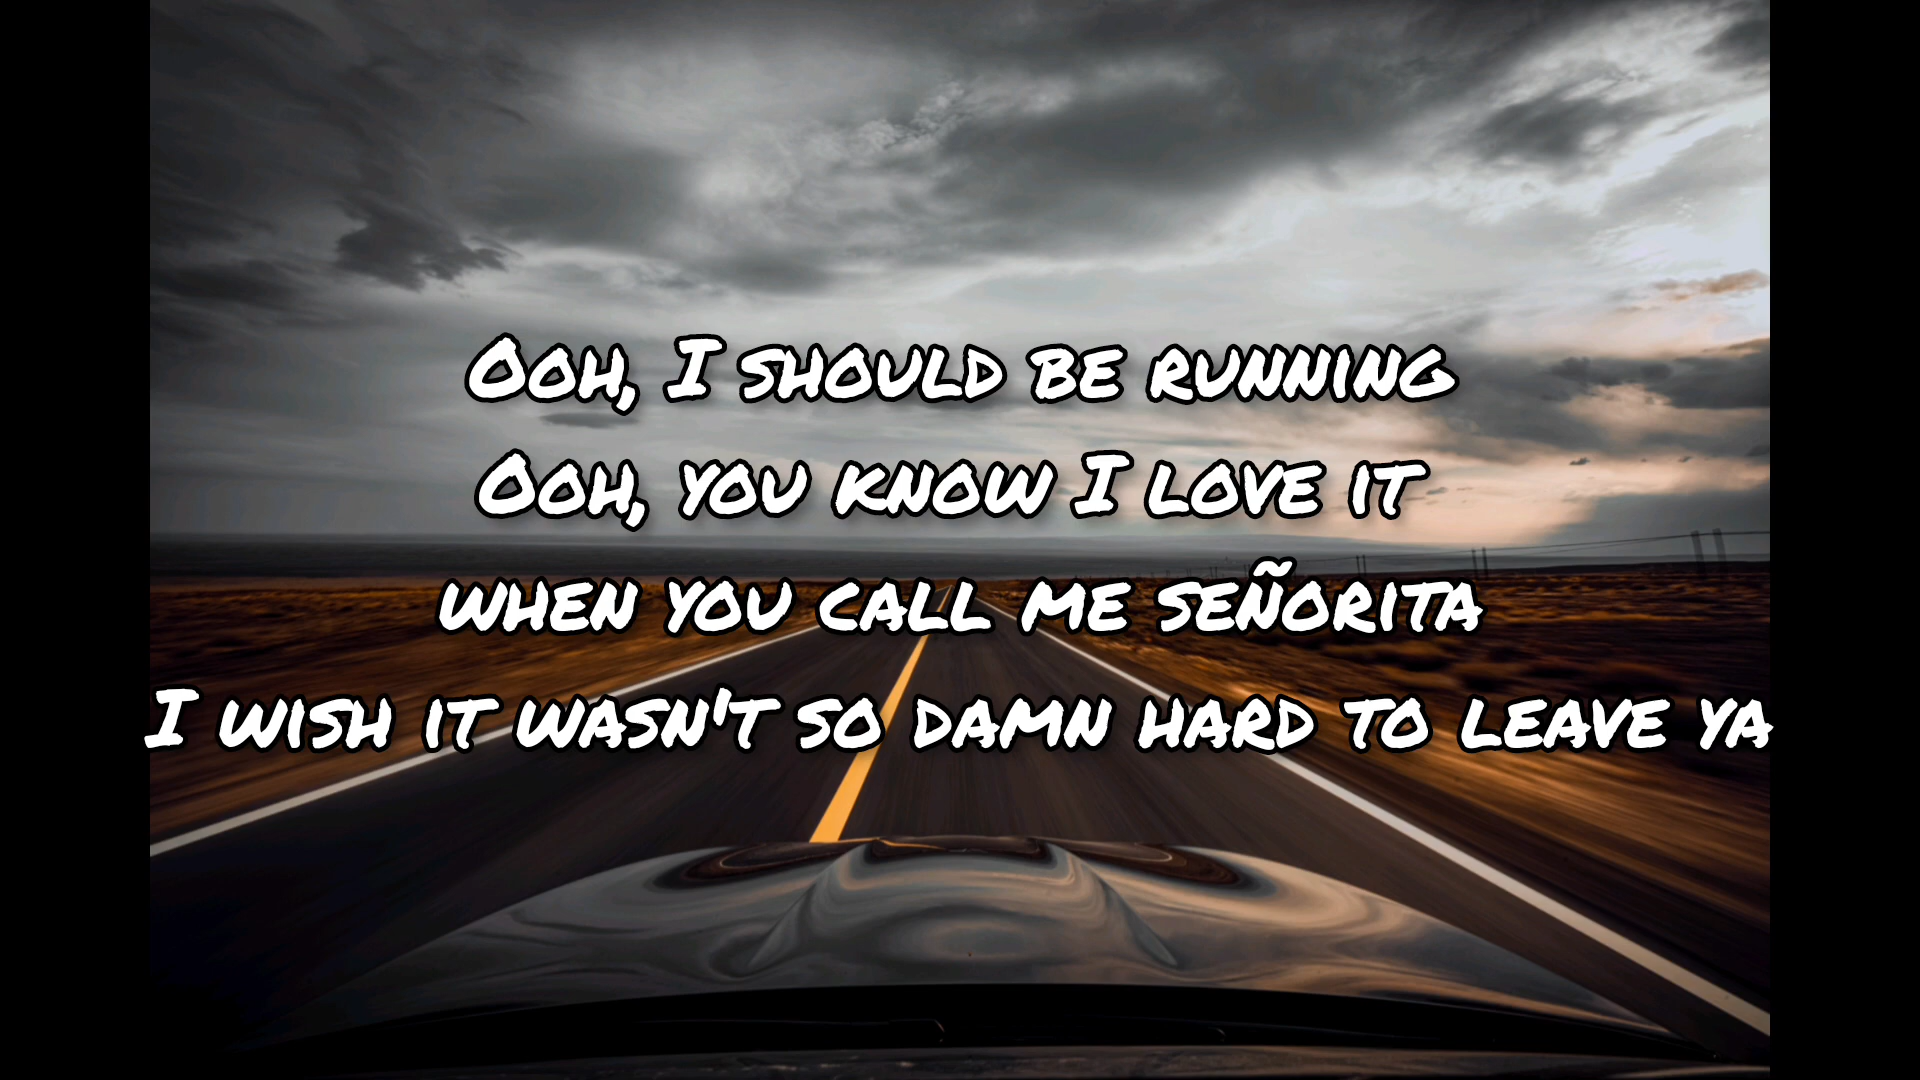 Ooh, I should be running
Ooh, you know I love it
when you call me señorita
I wish it wasn't so damn hard to leave ya